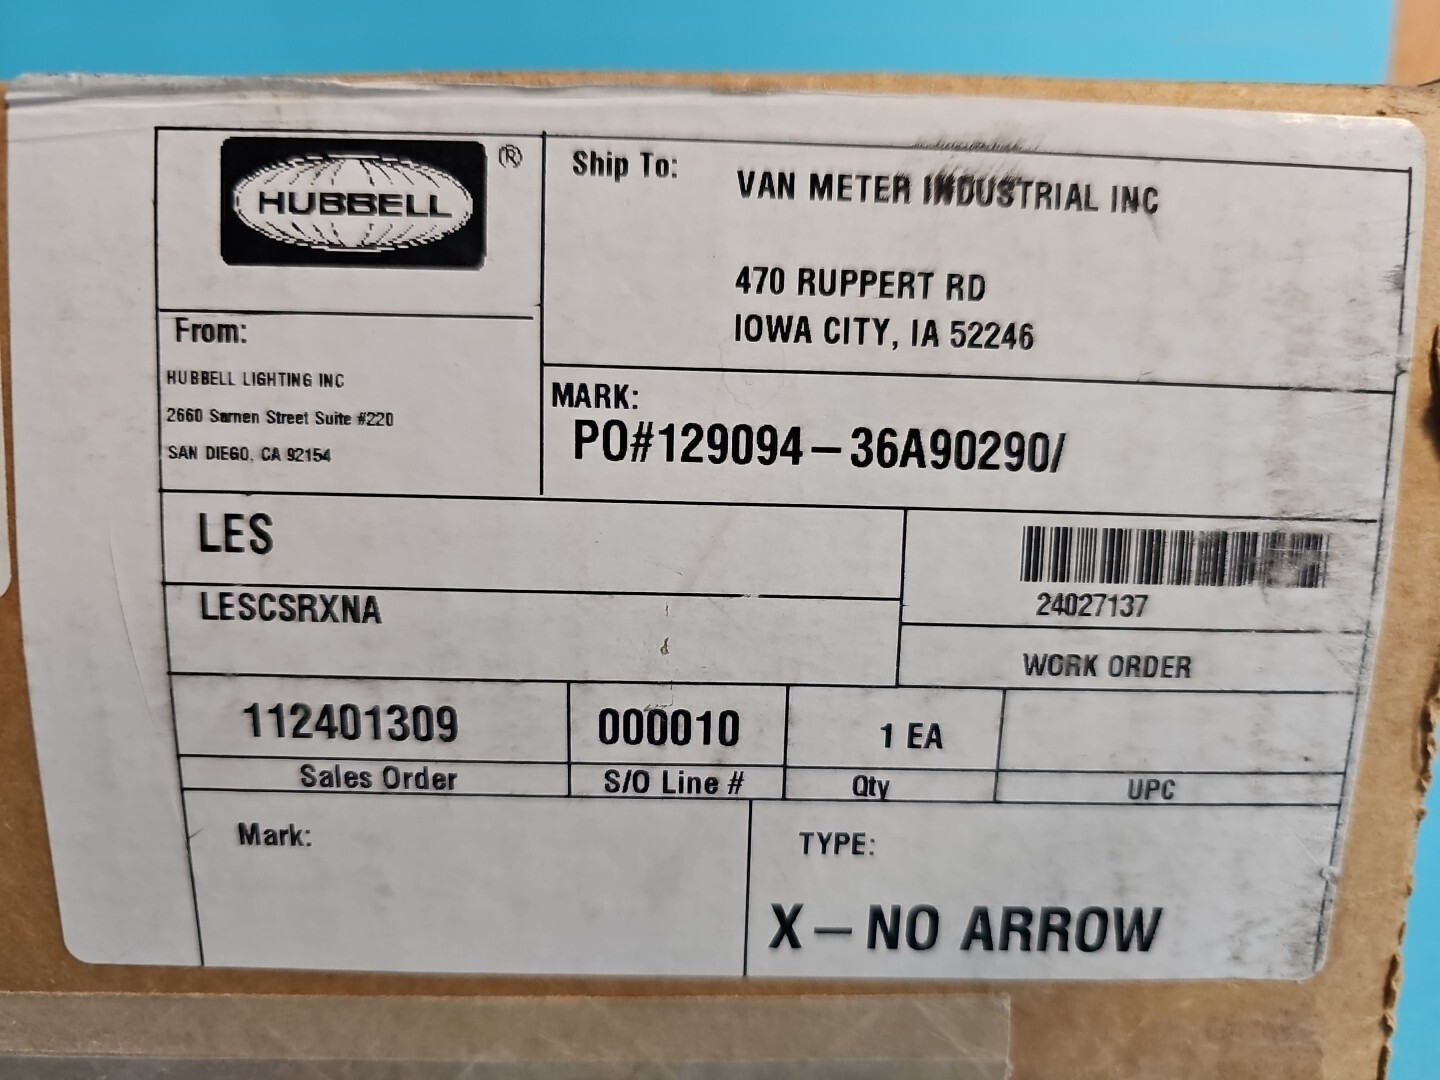 HUBBELL ®
Ship To:
VAN METER INDUSTRIAL INC
470 RUPPERT RD
IOWA CITY, IA 52246
From:
HUBBELL LIGHTING INC
2660 Sarnen Street Suite #220
SAN DIEGO, CA 92154
MARK:
PO#129094-36A90290/
LES
LESCSRXNA
24027137
WORK ORDER
112401309
000010
1 EA
Sales Order
S/O Line #
Qty
UPC
Mark:
TYPE:
X-NO ARROW